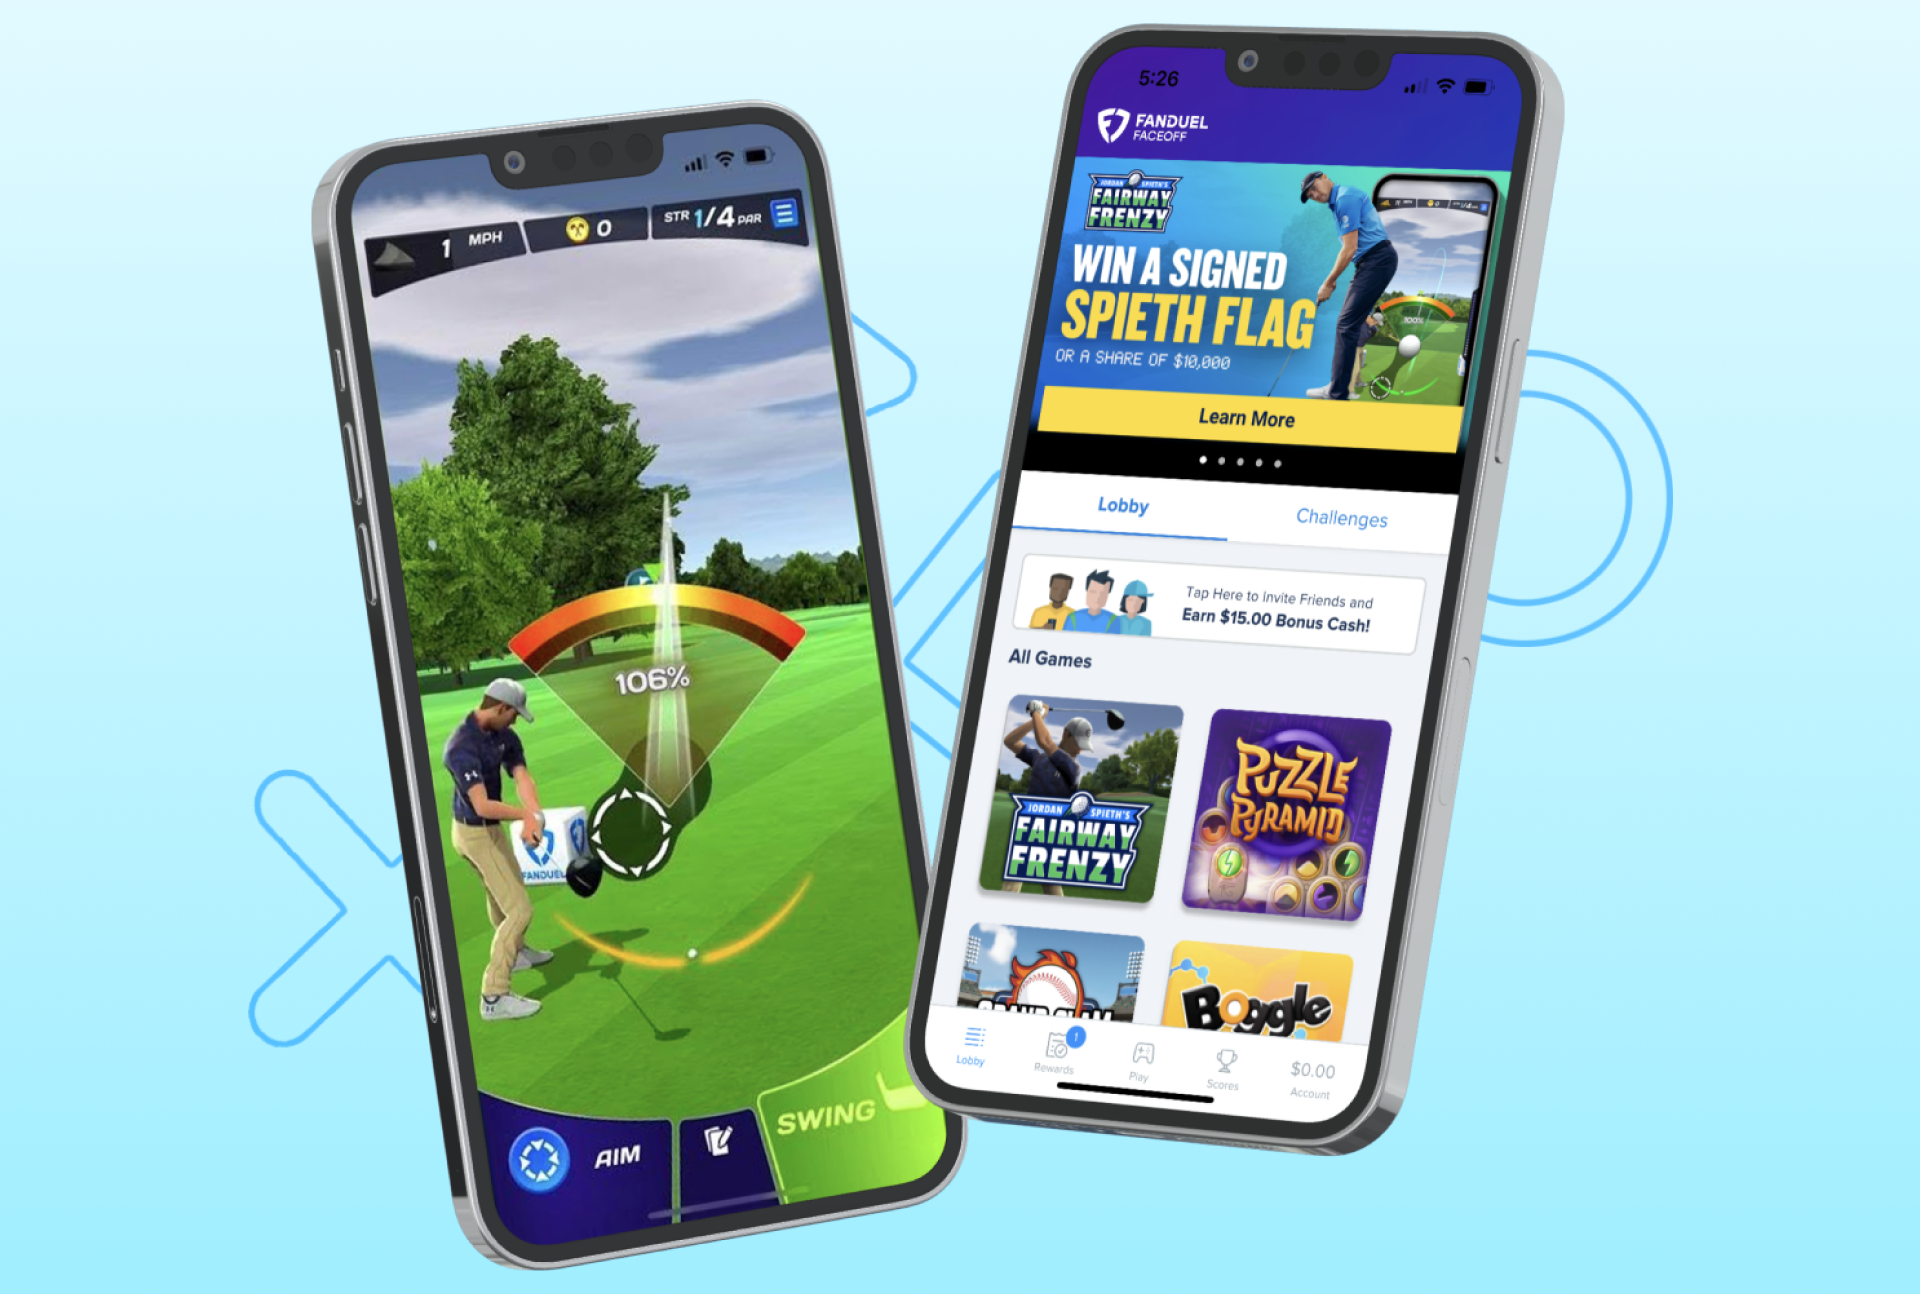 1 MPH
0
STR 1/4 PAR
106%
FANDUEL
AIM
SWING
5:26
FANDUEL
FACEOFF
JORDAN SPIETH'S
FAIRWAY
FRENZY
WIN A SIGNED
SPIETH FLAG
OR A SHARE OF $10,000
100%
Learn More
Lobby
Challenges
Tap Here to Invite Friends and
Earn $15.00 Bonus Cash!
All Games
JORDAN SPIETH'S
FAIRWAY
FRENZY
PUZZLE
PYRAMID
Boggle
Lobby
1
Rewards
Play
Scores
$0.00
Account